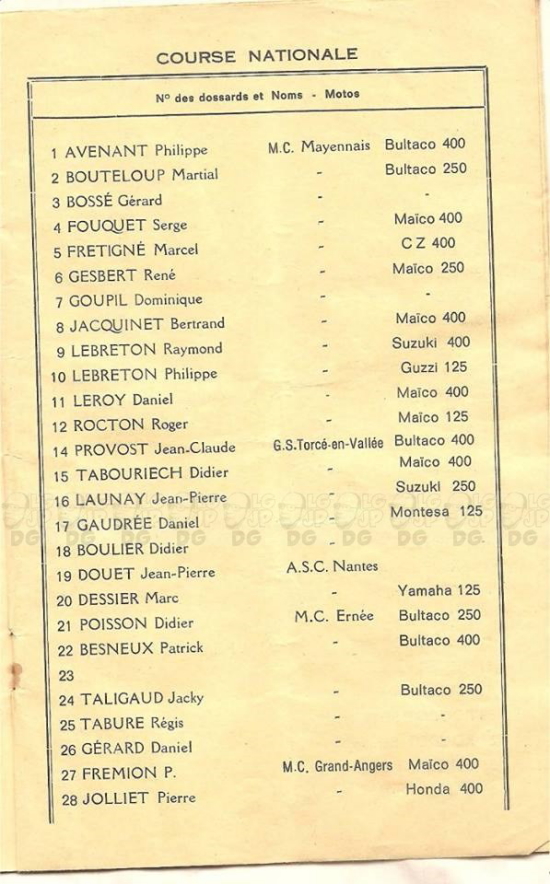 COURSE NATIONALE
N° des dossards et Noms - Motos
1 AVENANT Philippe M.C. Mayennais Bultaco 400
2 BOUTELOUP Martial - Bultaco 250
3 BOSSÉ Gérard - -
4 FOUQUET Serge - Maïco 400
5 FRETIGNÉ Marcel - CZ 400
6 GESBERT René - Maïco 250
7 GOUPIL Dominique - -
8 JACQUINET Bertrand - Maïco 400
9 LEBRETON Raymond - Suzuki 400
10 LEBRETON Philippe - Guzzi 125
11 LEROY Daniel - Maïco 400
12 ROCTON Roger - Maïco 125
14 PROVOST Jean-Claude G.S.Torcé-en-Vallée Bultaco 400
15 TABOURIECH Didier - Maïco 400
16 LAUNAY Jean-Pierre - Suzuki 250
17 GAUDRÉE Daniel - Montesa 125
18 BOULIER Didier -
19 DOUET Jean-Pierre A.S.C. Nantes
20 DESSIER Marc - Yamaha 125
21 POISSON Didier M.C. Ernée Bultaco 250
22 BESNEUX Patrick - Bultaco 400
23
24 TALIGAUD Jacky - Bultaco 250
25 TABURE Régis - -
26 GÉRARD Daniel - -
27 FREMION P. M.C. Grand-Angers Maïco 400
28 JOLLIET Pierre - Honda 400